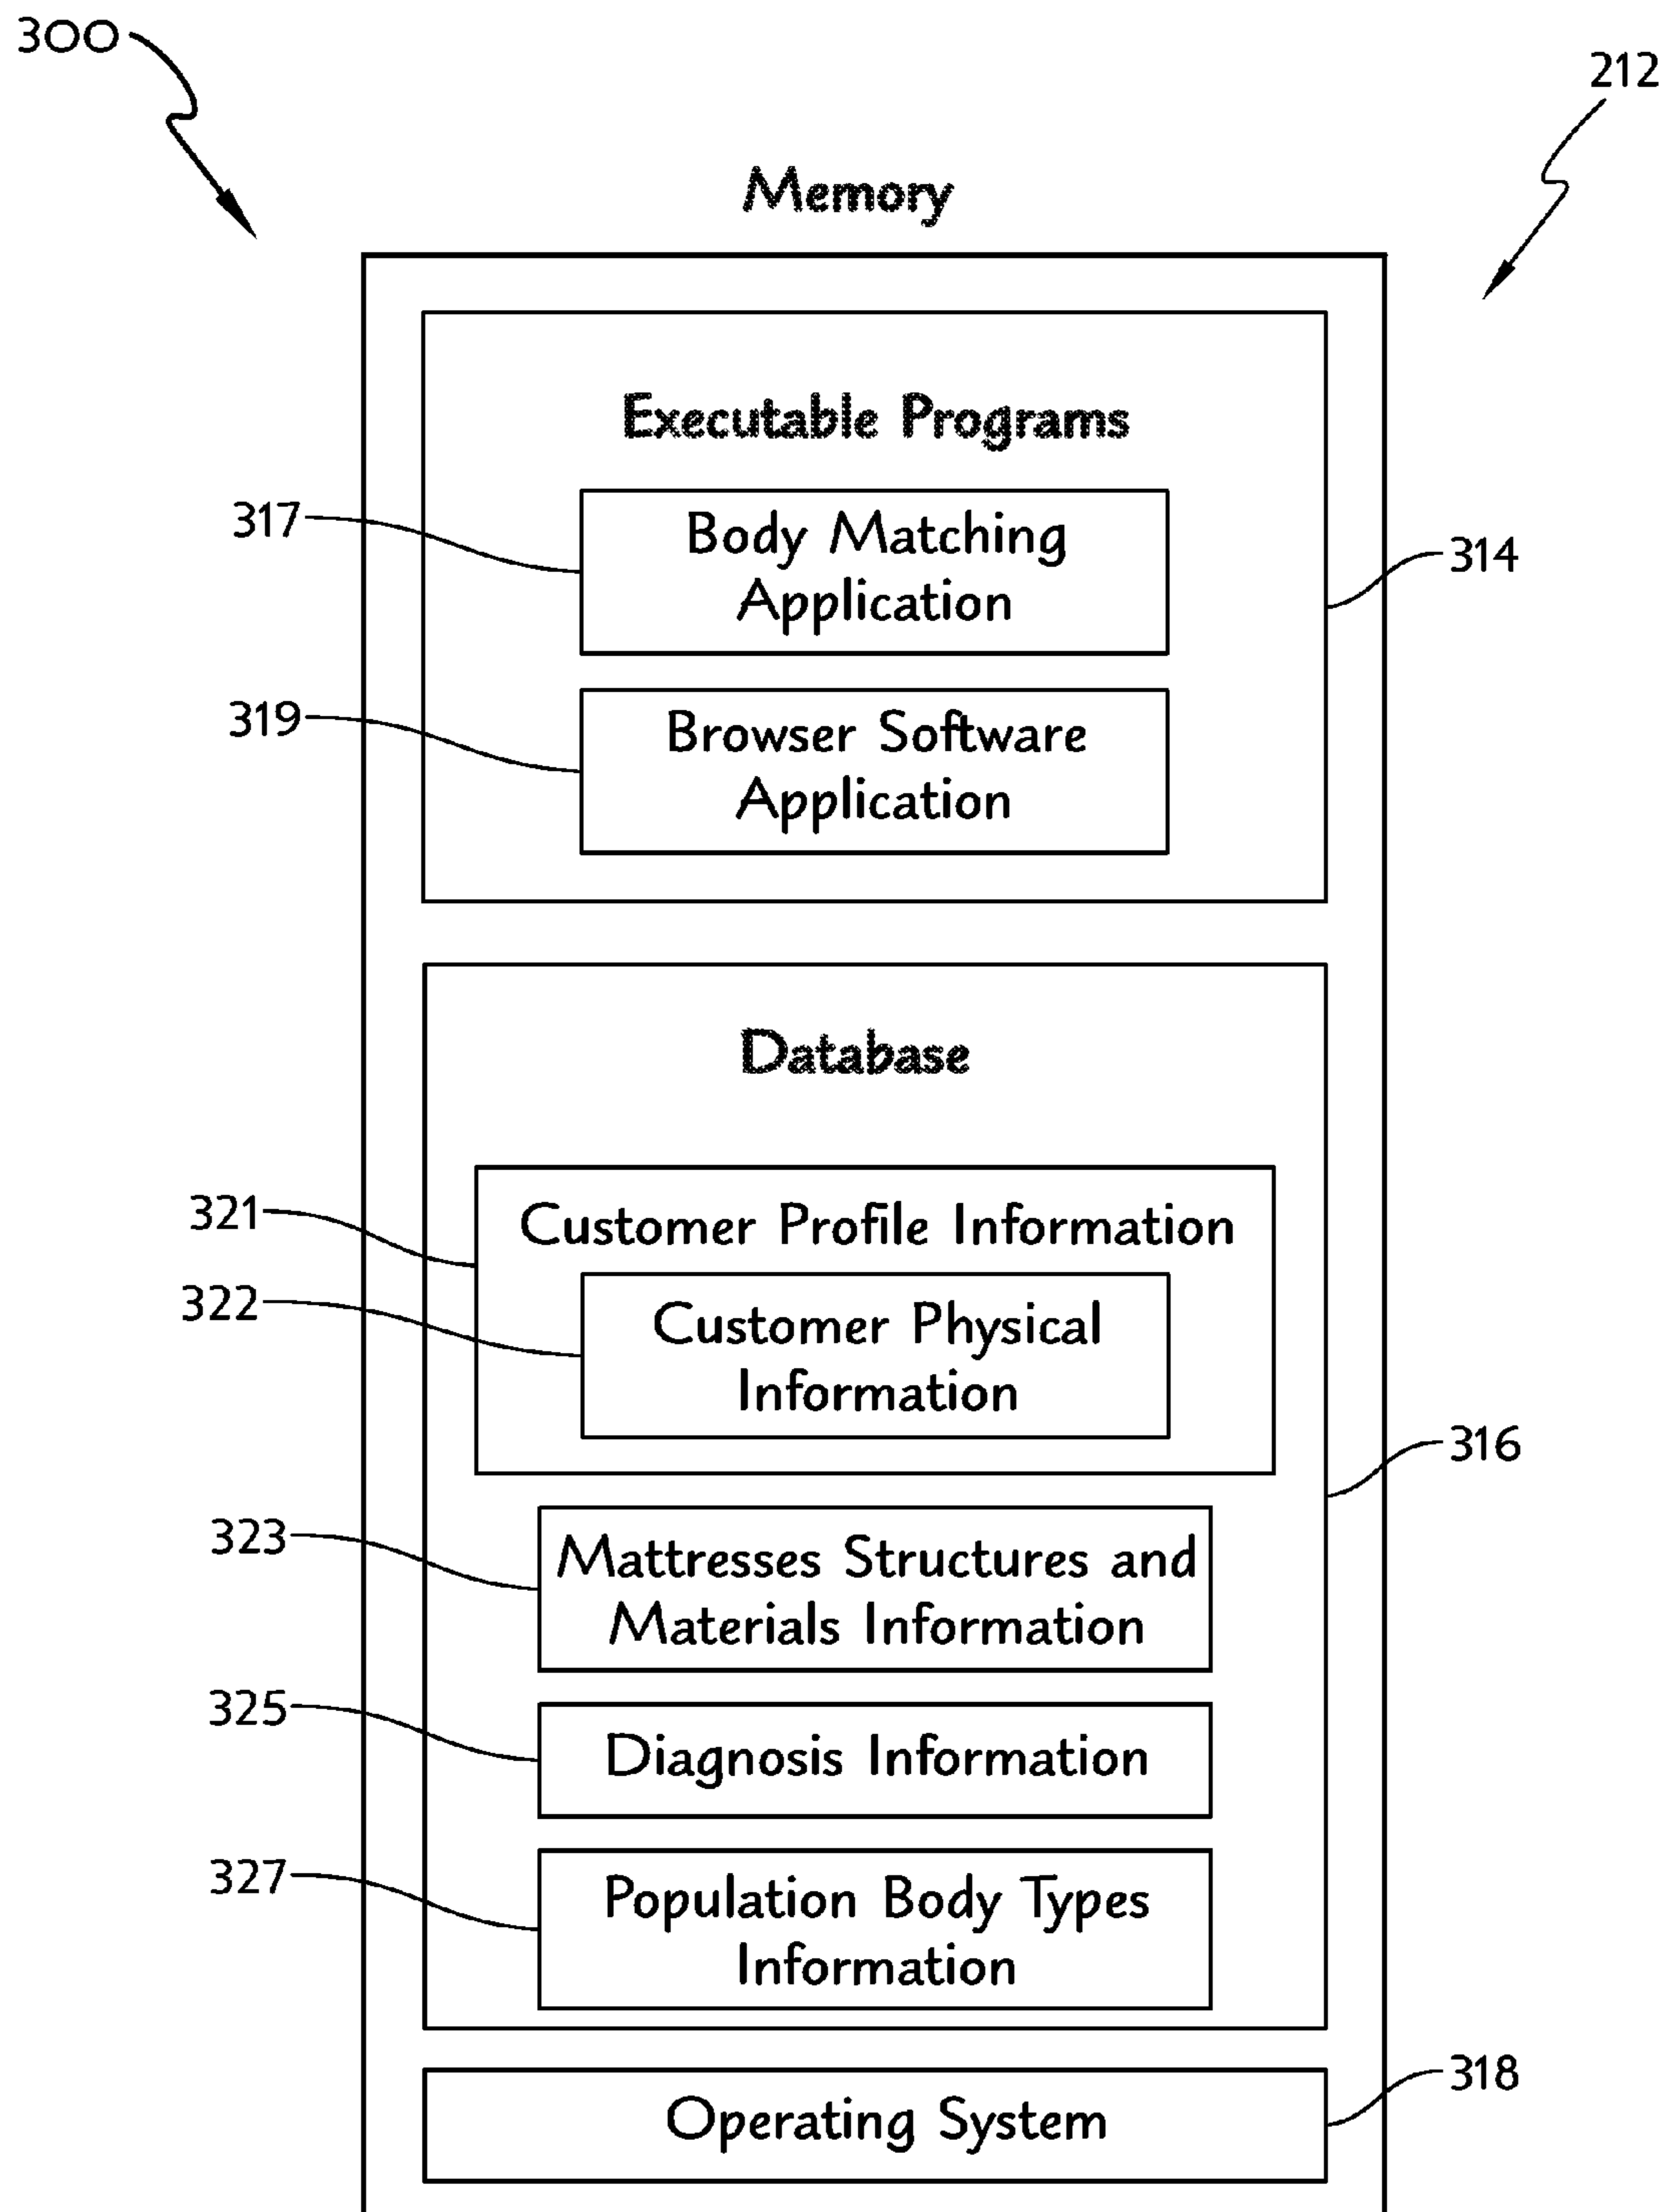 300
212
Memory
Executable Programs
317
Body Matching
Application
314
319
Browser Software
Application
Database
321
Customer Profile Information
322
Customer Physical
Information
316
323
Mattresses Structures and
Materials Information
325
Diagnosis Information
327
Population Body Types
Information
318
Operating System